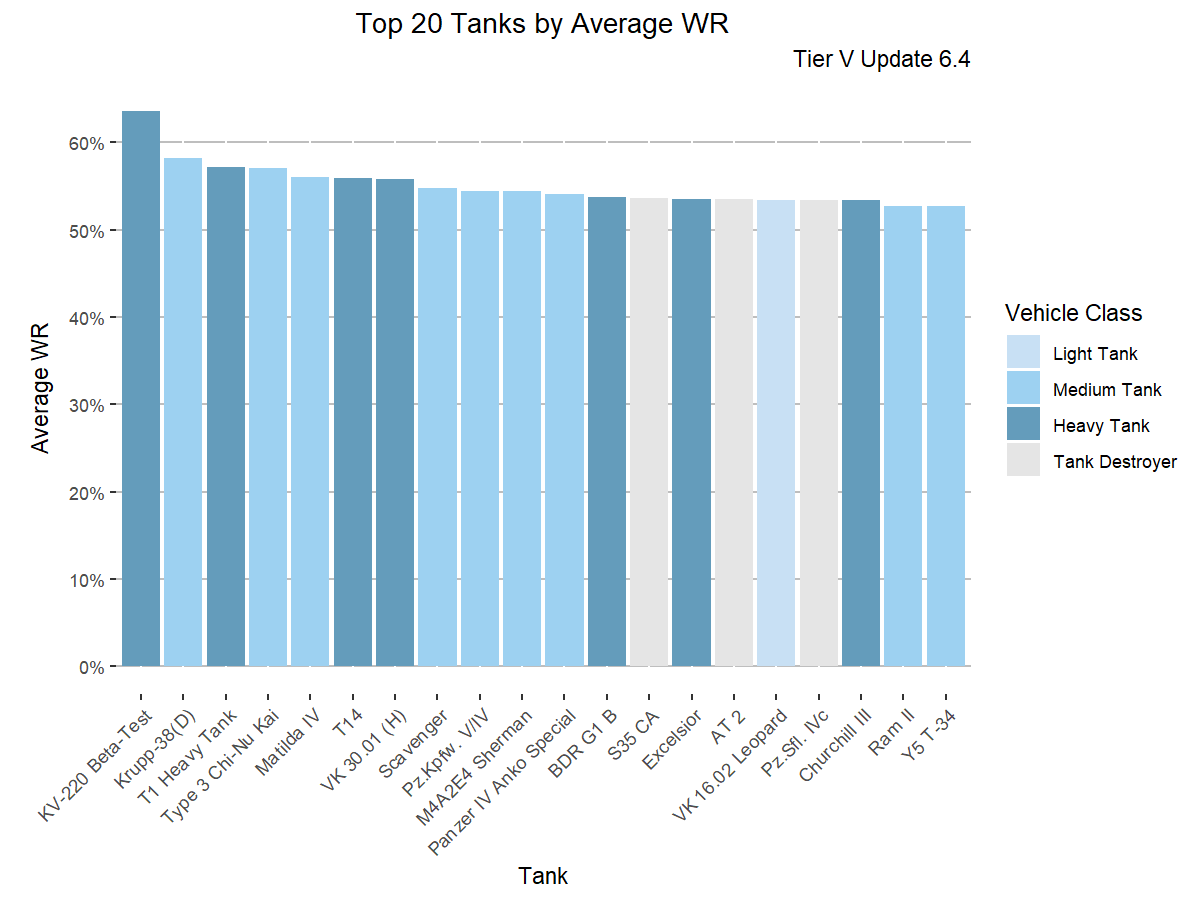 Top 20 Tanks by Average WR
Tier V Update 6.4
Average WR
60%
50%
40%
30%
20%
10%
0%
KV-220 Beta-Test
Krupp-38(D)
T1 Heavy Tank
Type 3 Chi-Nu Kai
Matilda IV
T14
VK 30.01 (H)
Scavenger
Pz.Kpfw. V/IV
M4A2E4 Sherman
Panzer IV Anko Special
BDR G1 B
S35 CA
Excelsior
AT 2
VK16.02 Leopard
Pz.Sfl. IVc
Churchill III
Ram II
Y5 T-34
Tank
Vehicle Class
Light Tank
Medium Tank
Heavy Tank
Tank Destroyer